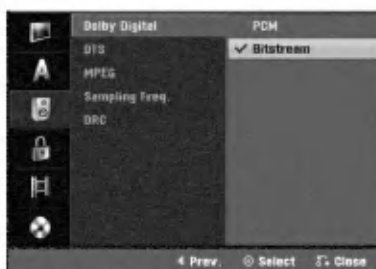 Dolby Digital PCM
DTS ✓ Bitstream
MPEG
Sampling Freq.
DRC
A
Prev. Select Close